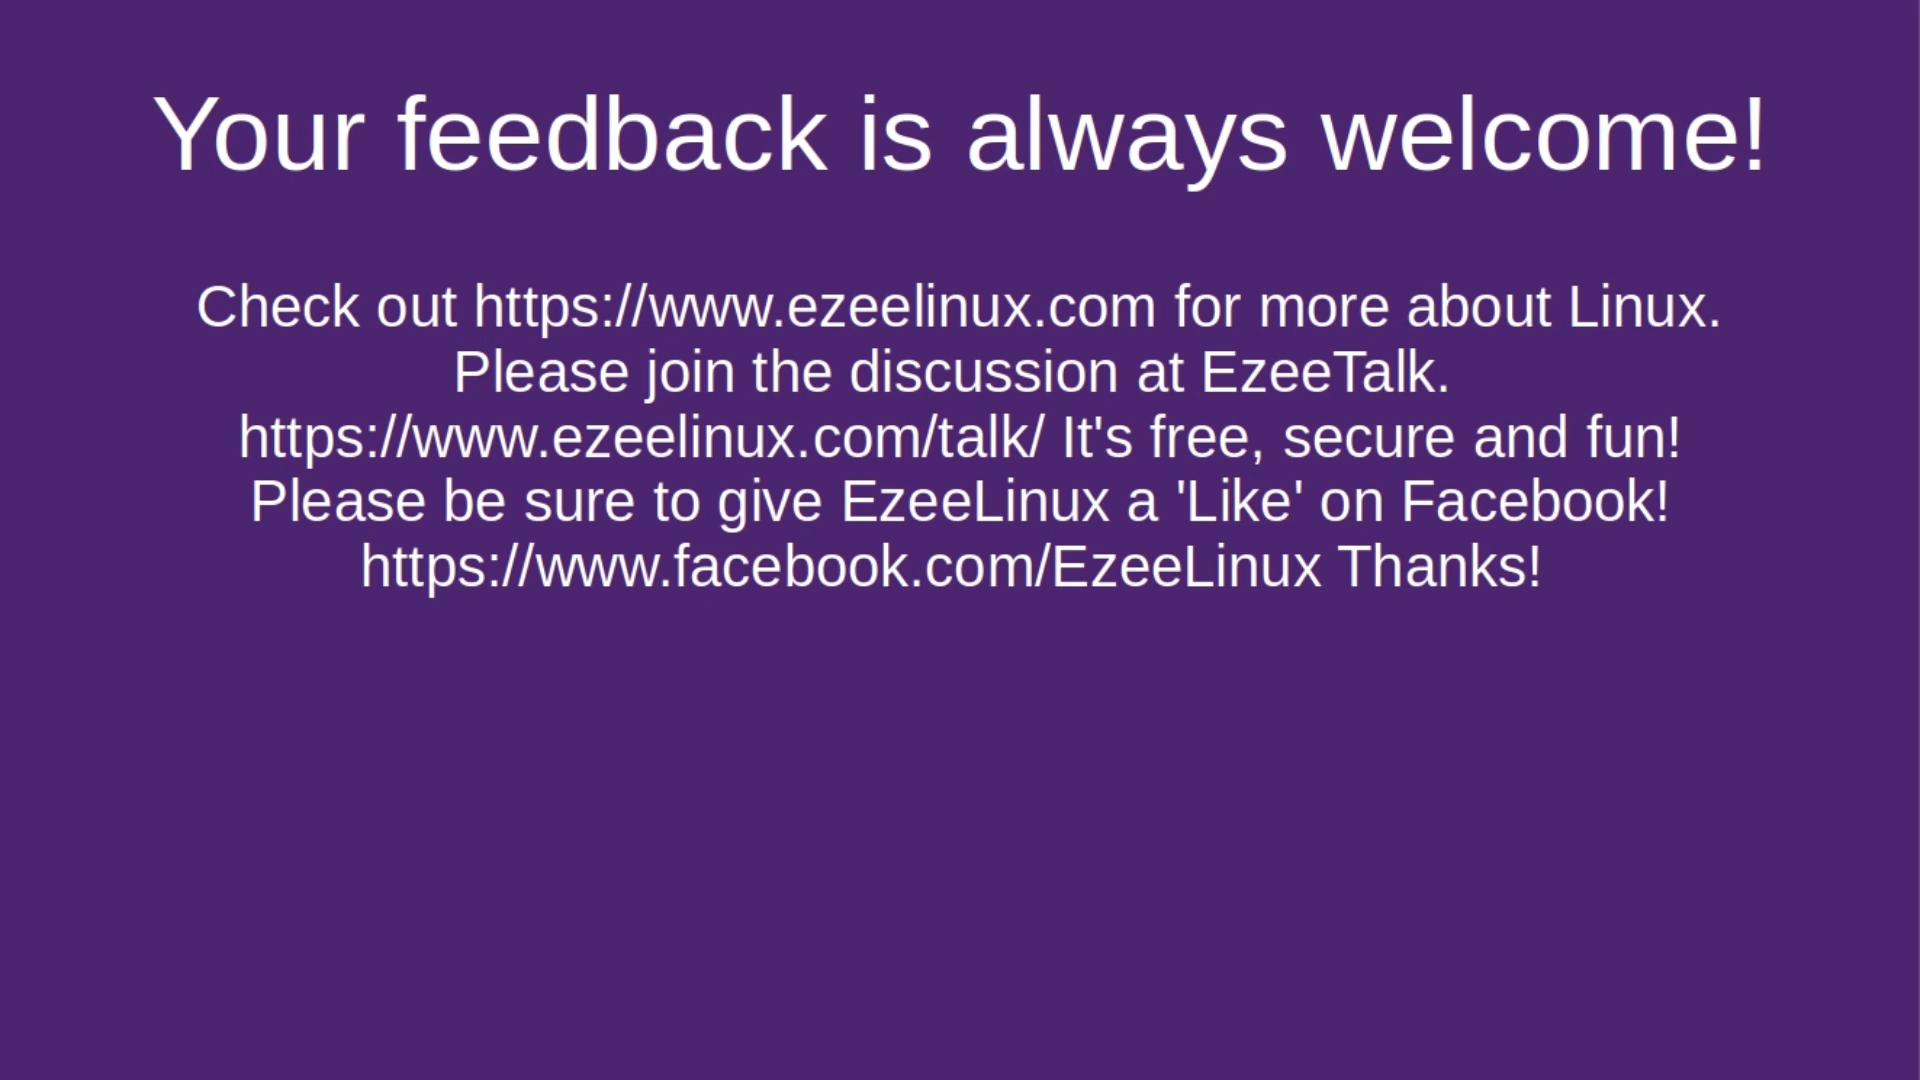 Your feedback is always welcome!
Check out https://www.ezeelinux.com for more about Linux.
Please join the discussion at EzeeTalk.
https://www.ezeelinux.com/talk/ It's free, secure and fun!
Please be sure to give EzeeLinux a 'Like' on Facebook!
https://www.facebook.com/EzeeLinux Thanks!